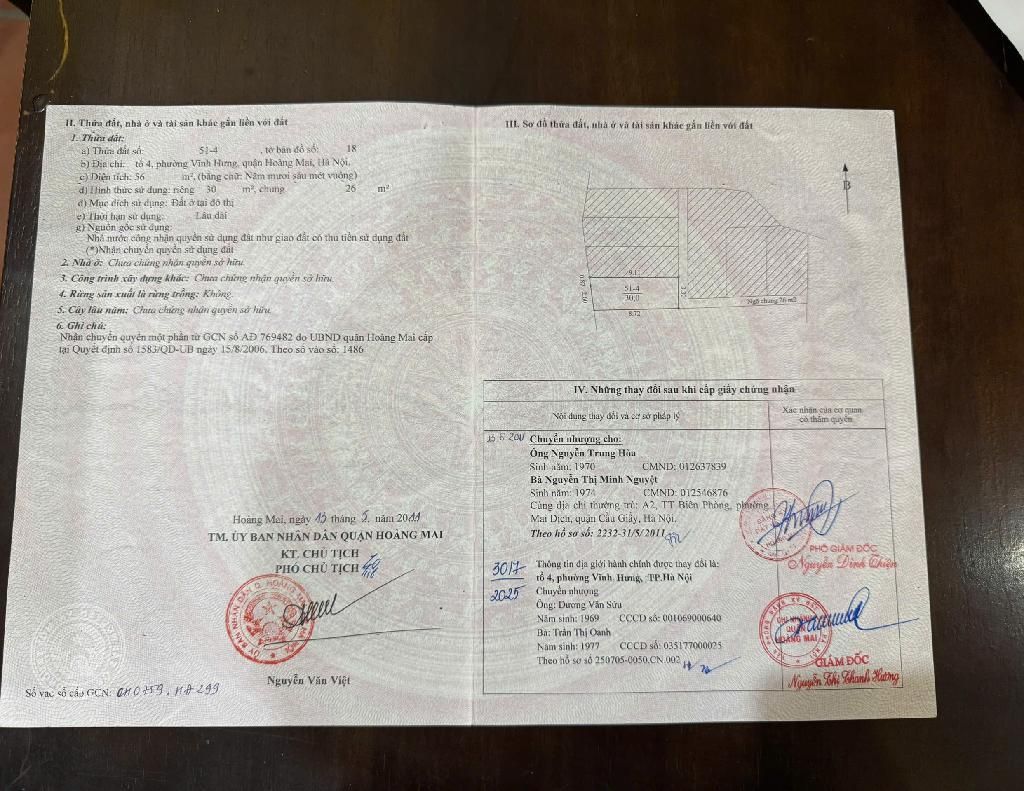 II. Thửa đất, nhà ở và tài sản khác gắn liền với đất
1. Thửa đất:
a) Thửa đất số: 51-4 , tờ bản đồ số: 18
b) Địa chỉ: tổ 4, phường Vĩnh Hưng, quận Hoàng Mai, Hà Nội.
c) Diện tích: 56 m², (bằng chữ: Năm mươi sáu mét vuông)
d) Hình thức sử dụng: riêng 30 m², chung 26 m²
đ) Mục đích sử dụng: Đất ở tại đô thị
e) Thời hạn sử dụng: Lâu dài
g) Nguồn gốc sử dụng:
Nhà nước công nhận quyền sử dụng đất như giao đất có thu tiền sử dụng đất
(*)Nhận chuyển quyền sử dụng đất
2. Nhà ở: Chưa chứng nhận quyền sở hữu.
3. Công trình xây dựng khác: Chưa chứng nhận quyền sở hữu.
4. Rừng sản xuất là rừng trồng: Không.
5. Cây lâu năm: Chưa chứng nhận quyền sở hữu.
6. Ghi chú:
Nhận chuyển quyền một phần từ GCN số AĐ 769482 do UBND quận Hoàng Mai cấp
tại Quyết định số 1583/QĐ-UB ngày 15/8/2006. Theo số vào sổ: 1486
Hoàng Mai, ngày 13 tháng 5 năm 2011
TM. ỦY BAN NHÂN DÂN QUẬN HOÀNG MAI
KT. CHỦ TỊCH
PHÓ CHỦ TỊCH
Nguyễn Văn Việt
Số vào sổ cấp GCN:
III. Sơ đồ thửa đất, nhà ở và tài sản khác gắn liền với đất
B
9.11
51-4
30,0
8.72
Ngõ chung 26 m2
IV. Những thay đổi sau khi cấp giấy chứng nhận
Nội dung thay đổi và cơ sở pháp lý
Xác nhận của cơ quan
có thẩm quyền
Chuyển nhượng cho:
Ông Nguyễn Trung Hòa
Sinh năm: 1970 CMND: 012637839
Bà Nguyễn Thị Minh Nguyệt
Sinh năm: 1974 CMND: 012546876
Cùng địa chỉ thường trú: A2, TT Biên Phòng, phường
Mai Dịch, quận Cầu Giấy, Hà Nội.
Theo hồ sơ số: 2232-31/5/2011
PHÓ GIÁM ĐỐC
Nguyễn Đình Thiện
3017
2025
Thông tin địa giới hành chính được thay đổi là:
tổ 4, phường Vĩnh Hưng, TP.Hà Nội
Chuyển nhượng
Ông: Dương Văn Sửu
Năm sinh: 1969 CCCD số: 001069000640
Bà: Trần Thị Oanh
Năm sinh: 1977 CCCD số: 035177000025
Theo hồ sơ số 250705-0050.CN.002
CHI NHÁNH
QUẬN
HOÀNG MAI
GIÁM ĐỐC
Nguyễn Thị Thanh Hương